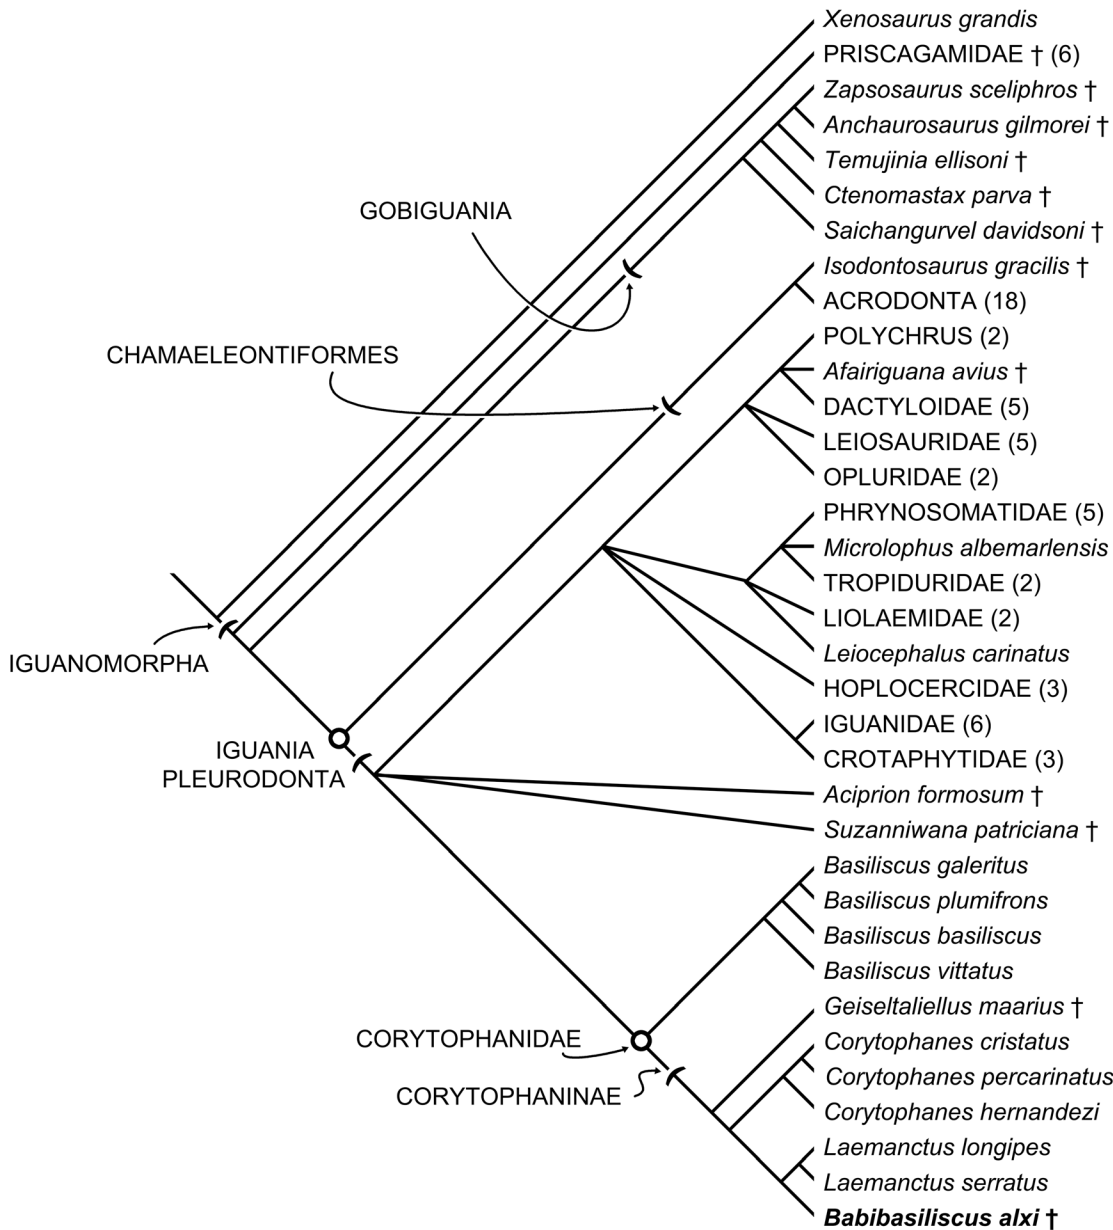 Xenosaurus grandis
PRISCAGAMIDAE † (6)
Zapsosaurus sceliphros †
Anchaurosaurus gilmorei †
Temujinia ellisoni †
Ctenomastax parva †
GOBIGUANIA
Saichangurvel davidsoni †
Isodontosaurus gracilis †
ACRODONTA (18)
POLYCHRUS (2)
CHAMAELEONTIFORMES
Afairiguana avius †
DACTYLOIDAE (5)
LEIOSAURIDAE (5)
OPLURIDAE (2)
PHRYNOSOMATIDAE (5)
Microlophus albemarlensis
TROPIDURIDAE (2)
LIOLAEMIDAE (2)
Leiocephalus carinatus
IGUANOMORPHA
HOPLOCERCIDAE (3)
IGUANIDAE (6)
IGUANIA
CROTAPHYTIDAE (3)
PLEURODONTA
Aciprion formosum †
Suzanniwana patriciana †
Basiliscus galeritus
Basiliscus plumifrons
Basiliscus basiliscus
Basiliscus vittatus
Geiseltaliellus maarius †
CORYTOPHANIDAE
Corytophanes cristatus
Corytophanes percarinatus
CORYTOPHANINAE
Corytophanes hernandezi
Laemanctus longipes
Laemanctus serratus
Babibasiliscus alxi †